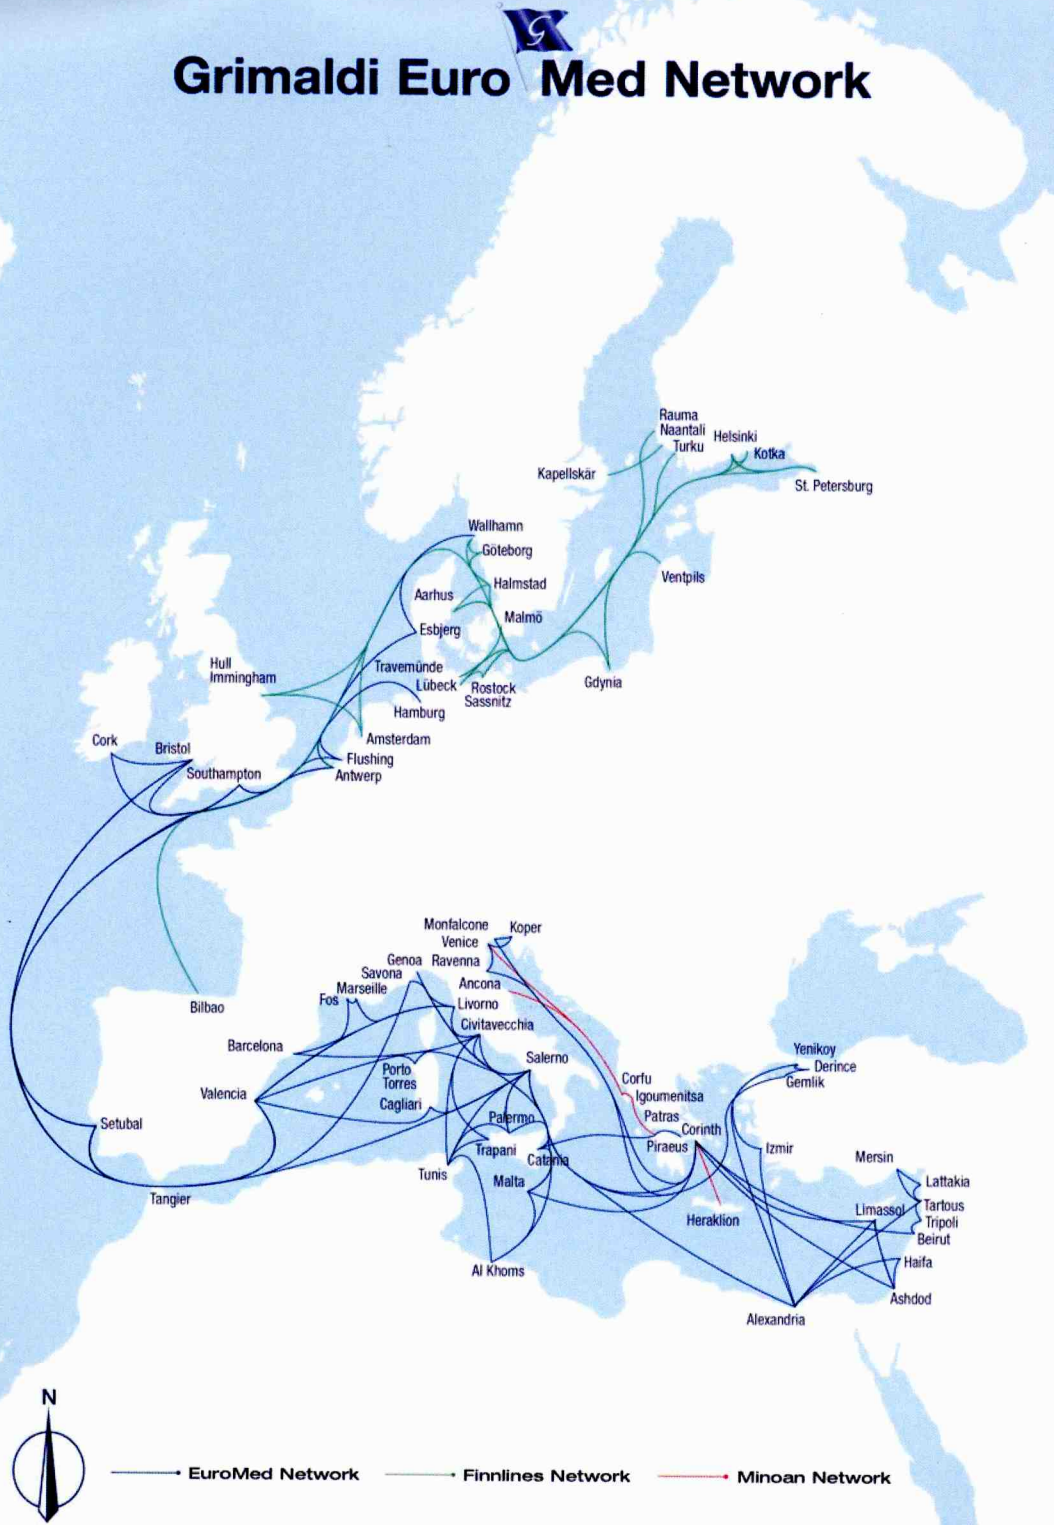 G
Grimaldi Euro Med Network
Rauma
Naantali
Helsinki
Turku
Kotka
Kapellskär
St. Petersburg
Wallhamn
Göteborg
Ventpils
Halmstad
Aarhus
Malmö
Esbjerg
Hull
Immingham
Travemünde
Lübeck
Rostock
Sassnitz
Gdynia
Hamburg
Cork
Bristol
Amsterdam
Flushing
Southampton
Antwerp
Monfalcone
Koper
Venice
Genoa
Ravenna
Savona
Ancona
Marseille
Fos
Livorno
Bilbao
Civitavecchia
Barcelona
Salerno
Yenikoy
Derince
Gemlik
Porto
Torres
Corfu
Igoumenitsa
Valencia
Cagliari
Patras
Palermo
Setubal
Corinth
Piraeus
Izmir
Trapani
Catania
Mersin
Tunis
Malta
Lattakia
Tangier
Tartous
Limassol
Heraklion
Tripoli
Beirut
Al Khoms
Haifa
Ashdod
Alexandria
N
EuroMed Network
Finnlines Network
Minoan Network